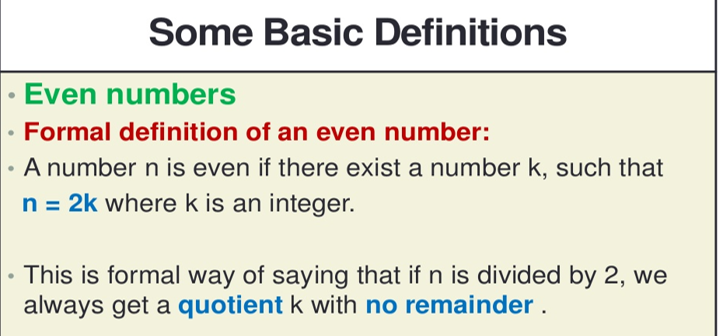 Some Basic Definitions
• Even numbers
• Formal definition of an even number:
• A number n is even if there exist a number k, such that
n = 2k where k is an integer.
• This is formal way of saying that if n is divided by 2, we
always get a quotient k with no remainder .